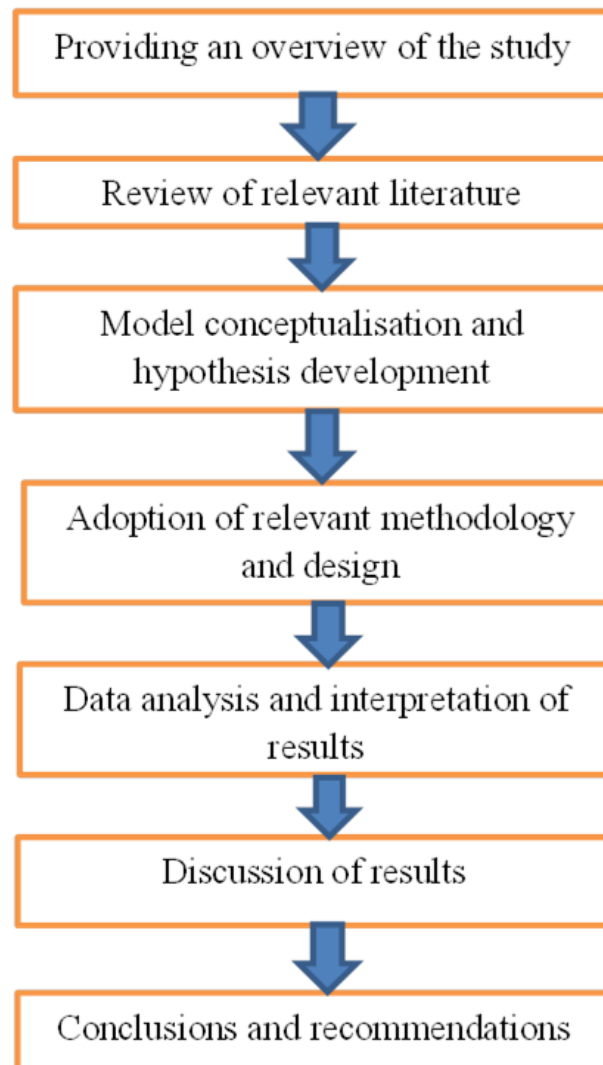 Providing an overview of the study
Review of relevant literature
Model conceptualisation and
hypothesis development
Adoption of relevant methodology
and design
Data analysis and interpretation of
results
Discussion of results
Conclusions and recommendations